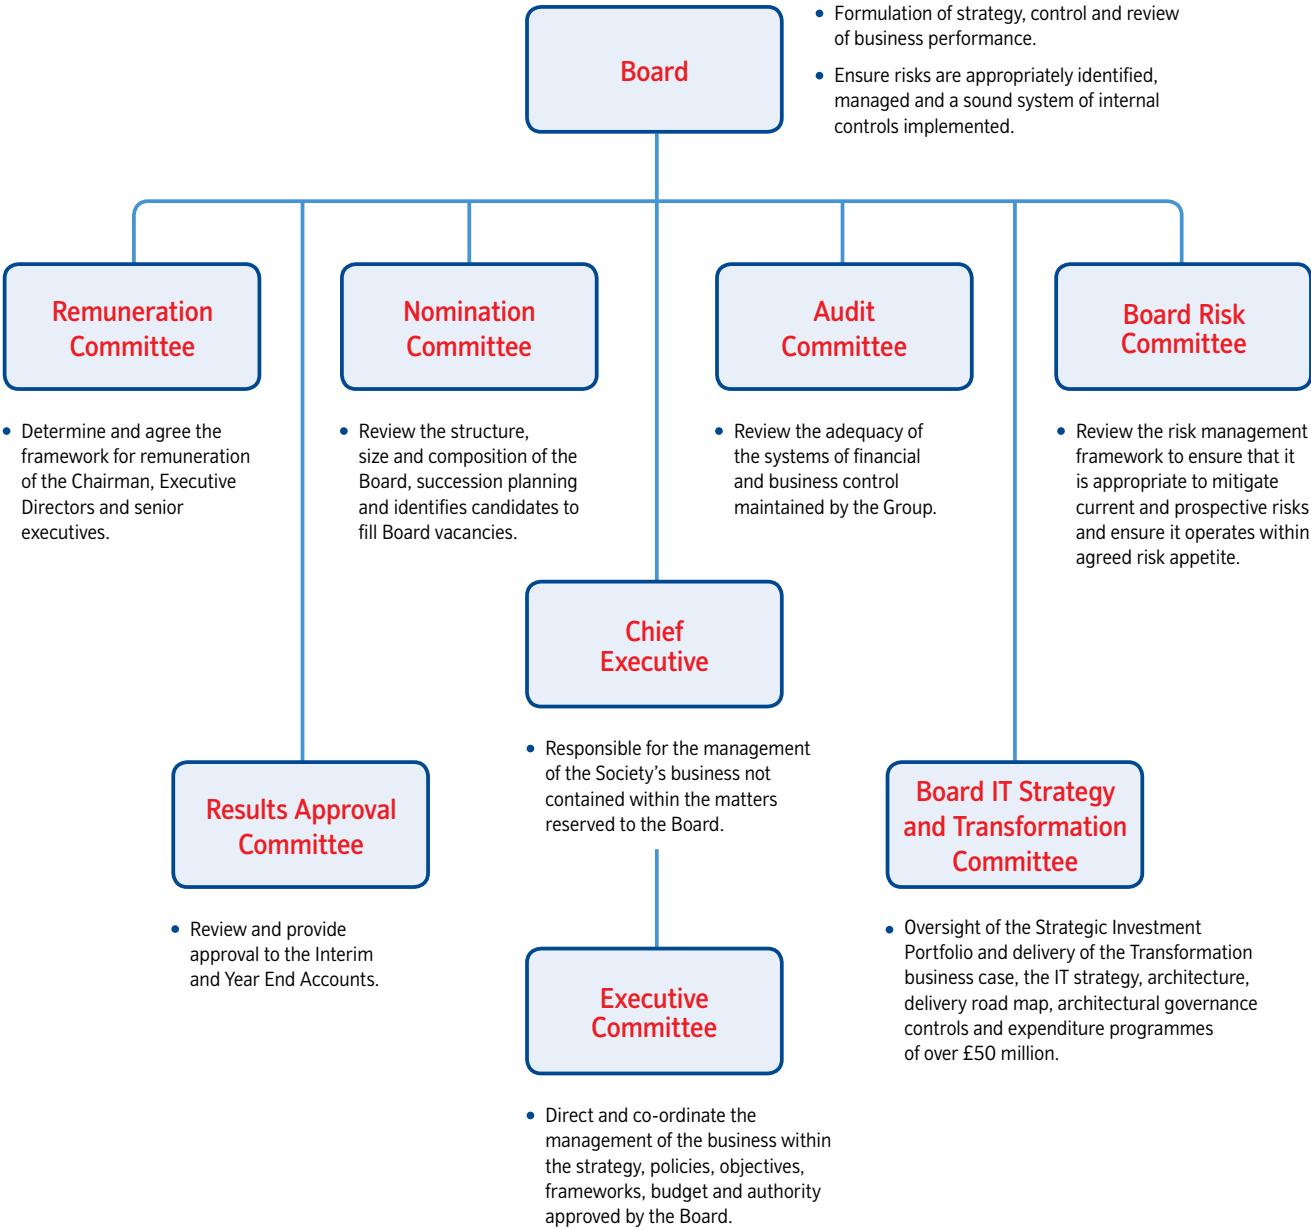 Board
• Formulation of strategy, control and review
of business performance.
• Ensure risks are appropriately identified,
managed and a sound system of internal
controls implemented.
Remuneration
Committee
• Determine and agree the
framework for remuneration
of the Chairman, Executive
Directors and senior
executives.
Nomination
Committee
• Review the structure,
size and composition of the
Board, succession planning
and identifies candidates to
fill Board vacancies.
Audit
Committee
• Review the adequacy of
the systems of financial
and business control
maintained by the Group.
Board Risk
Committee
• Review the risk management
framework to ensure that it
is appropriate to mitigate
current and prospective risks
and ensure it operates within
agreed risk appetite.
Chief
Executive
• Responsible for the management
of the Society’s business not
contained within the matters
reserved to the Board.
Results Approval
Committee
• Review and provide
approval to the Interim
and Year End Accounts.
Board IT Strategy
and Transformation
Committee
• Oversight of the Strategic Investment
Portfolio and delivery of the Transformation
business case, the IT strategy, architecture,
delivery road map, architectural governance
controls and expenditure programmes
of over £50 million.
Executive
Committee
• Direct and co-ordinate the
management of the business within
the strategy, policies, objectives,
frameworks, budget and authority
approved by the Board.